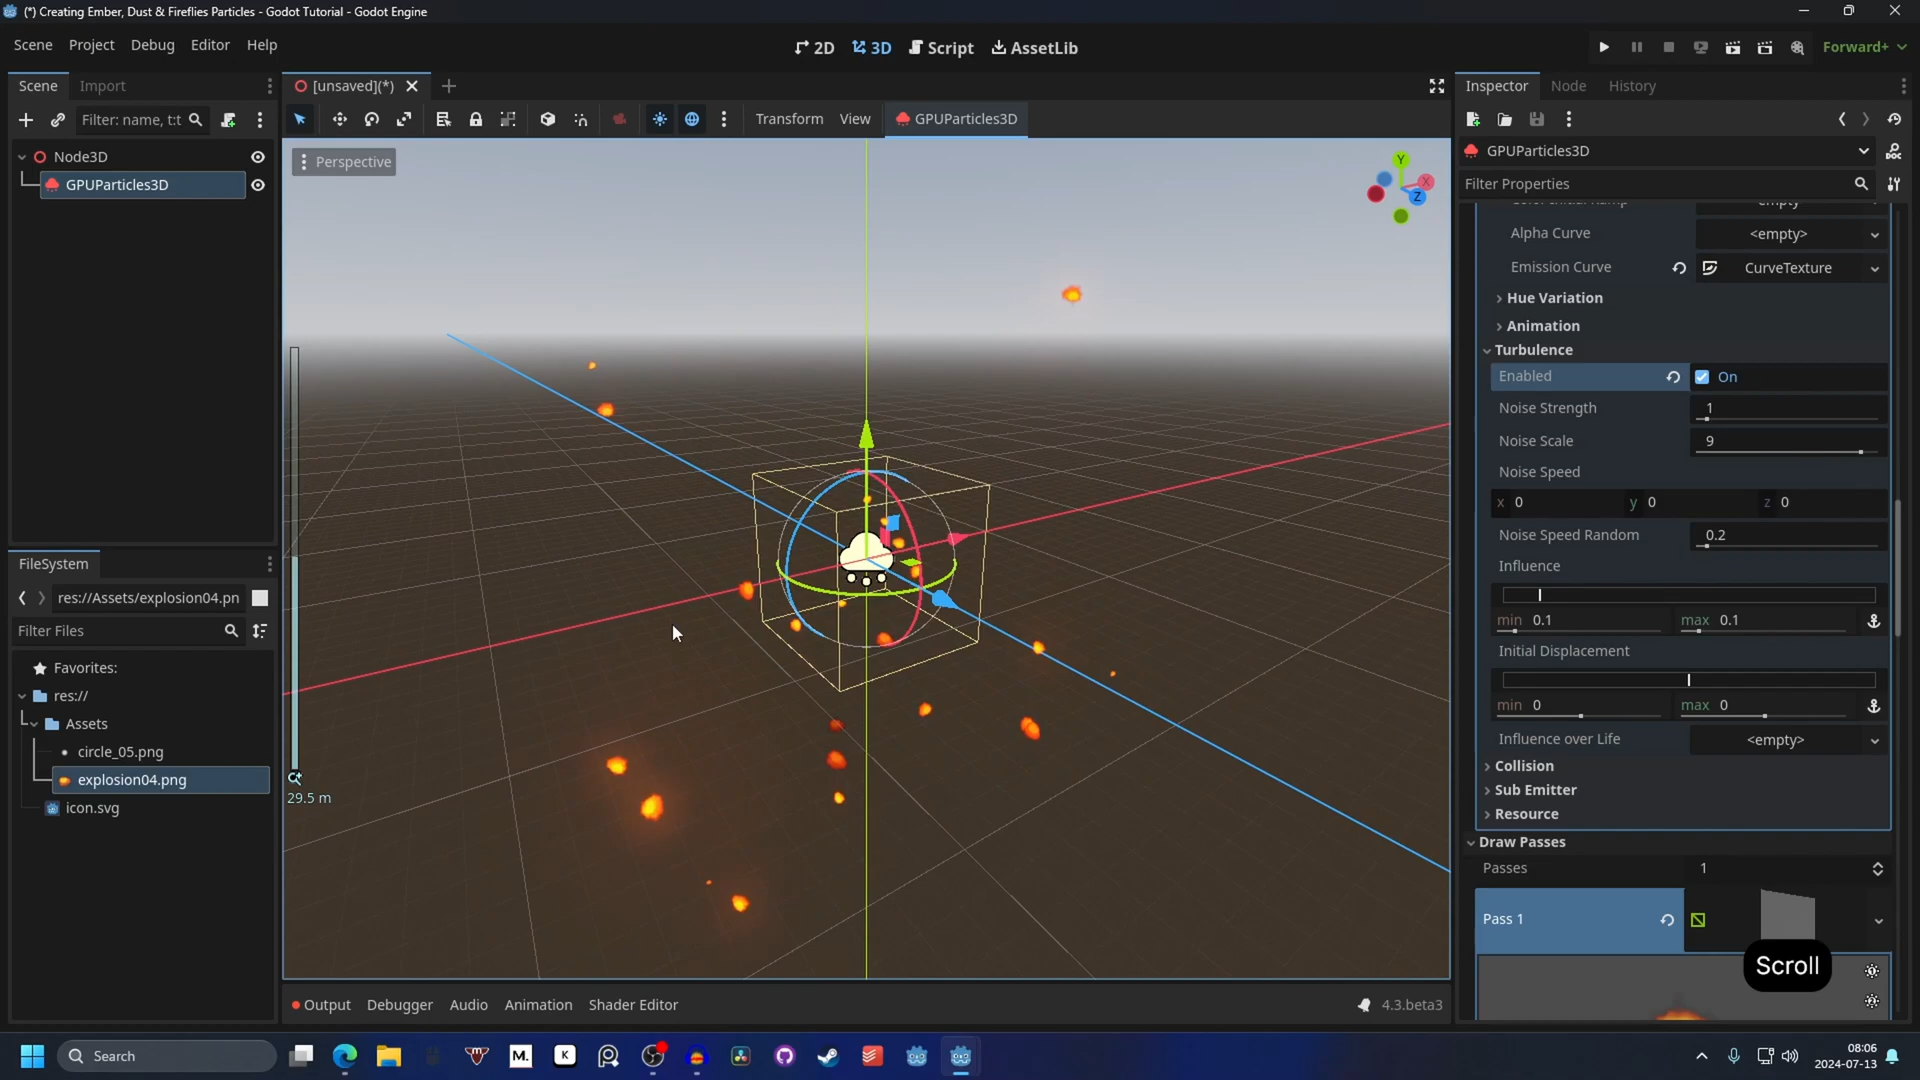 (*) Creating Ember, Dust & Fireflies Particles - Godot Tutorial - Godot Engine
Scene Project Debug Editor Help
2D 3D Script AssetLib
Forward+
Scene Import
[unsaved](*)
Inspector Node History
Filter: name, t:t
Transform View GPUParticles3D
Node3D
GPUParticles3D
Perspective
Y
X
Z
29.5 m
FileSystem
res://Assets/explosion04.pn
Filter Files
Favorites:
res://
Assets
circle_05.png
explosion04.png
icon.svg
GPUParticles3D
DOC
Filter Properties
Alpha Curve <empty>
Emission Curve CurveTexture
Hue Variation
Animation
Turbulence
Enabled On
Noise Strength 1
Noise Scale 9
Noise Speed
x 0 y 0 z 0
Noise Speed Random 0.2
Influence
min 0.1 max 0.1
Initial Displacement
min 0 max 0
Influence over Life <empty>
Collision
Sub Emitter
Resource
Draw Passes
Passes 1
Pass 1
Scroll
Output Debugger Audio Animation Shader Editor
4.3.beta3
Search
M.
K
08:06
2024-07-13